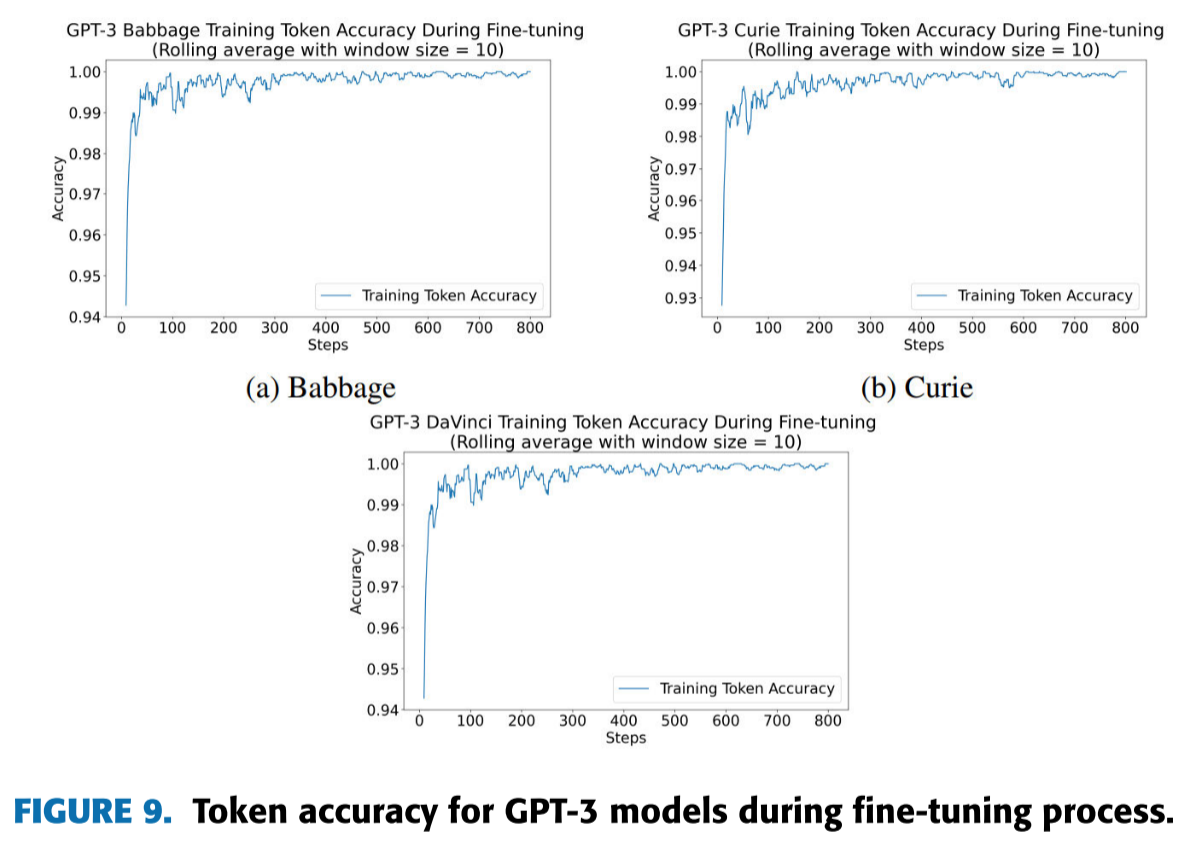 GPT-3 Babbage Training Token Accuracy During Fine-tuning
(Rolling average with window size = 10)
1.00
0.99
0.98
0.97
0.96
0.95
0.94
Accuracy
Training Token Accuracy
0 100 200 300 400 500 600 700 800
Steps
(a) Babbage
GPT-3 Curie Training Token Accuracy During Fine-tuning
(Rolling average with window size = 10)
1.00
0.99
0.98
0.97
0.96
0.95
0.94
0.93
Accuracy
Training Token Accuracy
0 100 200 300 400 500 600 700 800
Steps
(b) Curie
GPT-3 DaVinci Training Token Accuracy During Fine-tuning
(Rolling average with window size = 10)
1.00
0.99
0.98
0.97
0.96
0.95
0.94
Accuracy
Training Token Accuracy
0 100 200 300 400 500 600 700 800
Steps
FIGURE 9. Token accuracy for GPT-3 models during fine-tuning process.